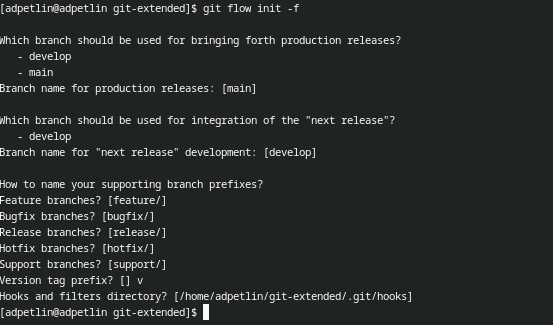 [adpetlin@adpetlin git-extended]$ git flow init -f
Which branch should be used for bringing forth production releases?
- develop
- main
Branch name for production releases: [main]
Which branch should be used for integration of the "next release"?
- develop
Branch name for "next release" development: [develop]
How to name your supporting branch prefixes?
Feature branches? [feature/]
Bugfix branches? [bugfix/]
Release branches? [release/]
Hotfix branches? [hotfix/]
Support branches? [support/]
Version tag prefix? [] v
Hooks and filters directory? [/home/adpetlin/git-extended/.git/hooks]
[adpetlin@adpetlin git-extended]$